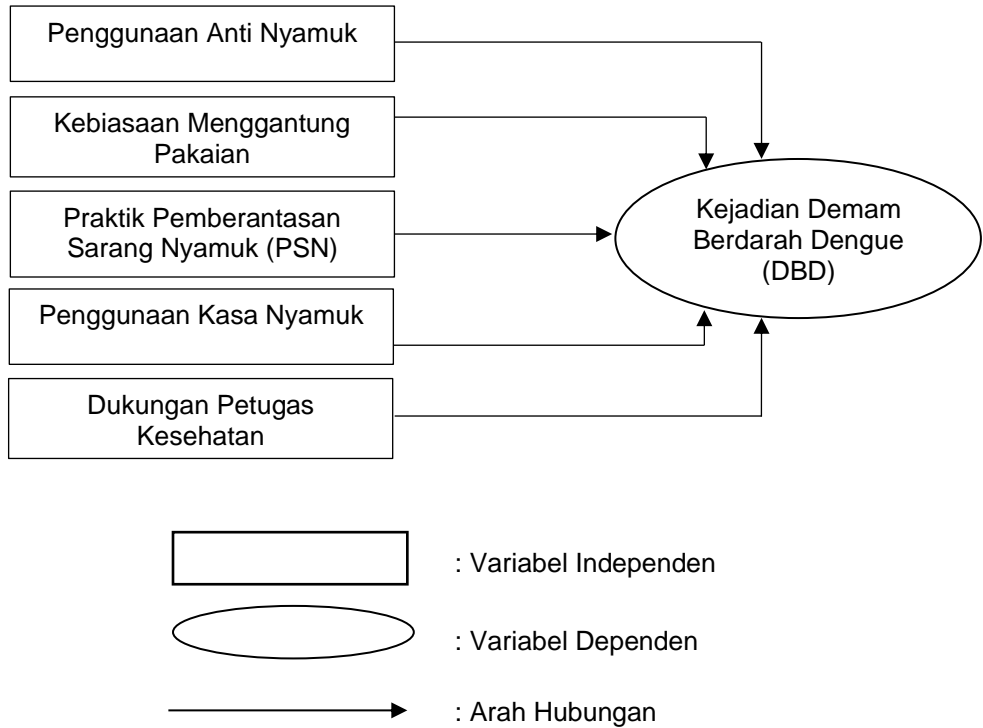 Penggunaan Anti Nyamuk
Kebiasaan Menggantung
Pakaian
Praktik Pemberantasan
Sarang Nyamuk (PSN)
Penggunaan Kasa Nyamuk
Dukungan Petugas
Kesehatan
Kejadian Demam
Berdarah Dengue
(DBD)
: Variabel Independen
: Variabel Dependen
: Arah Hubungan